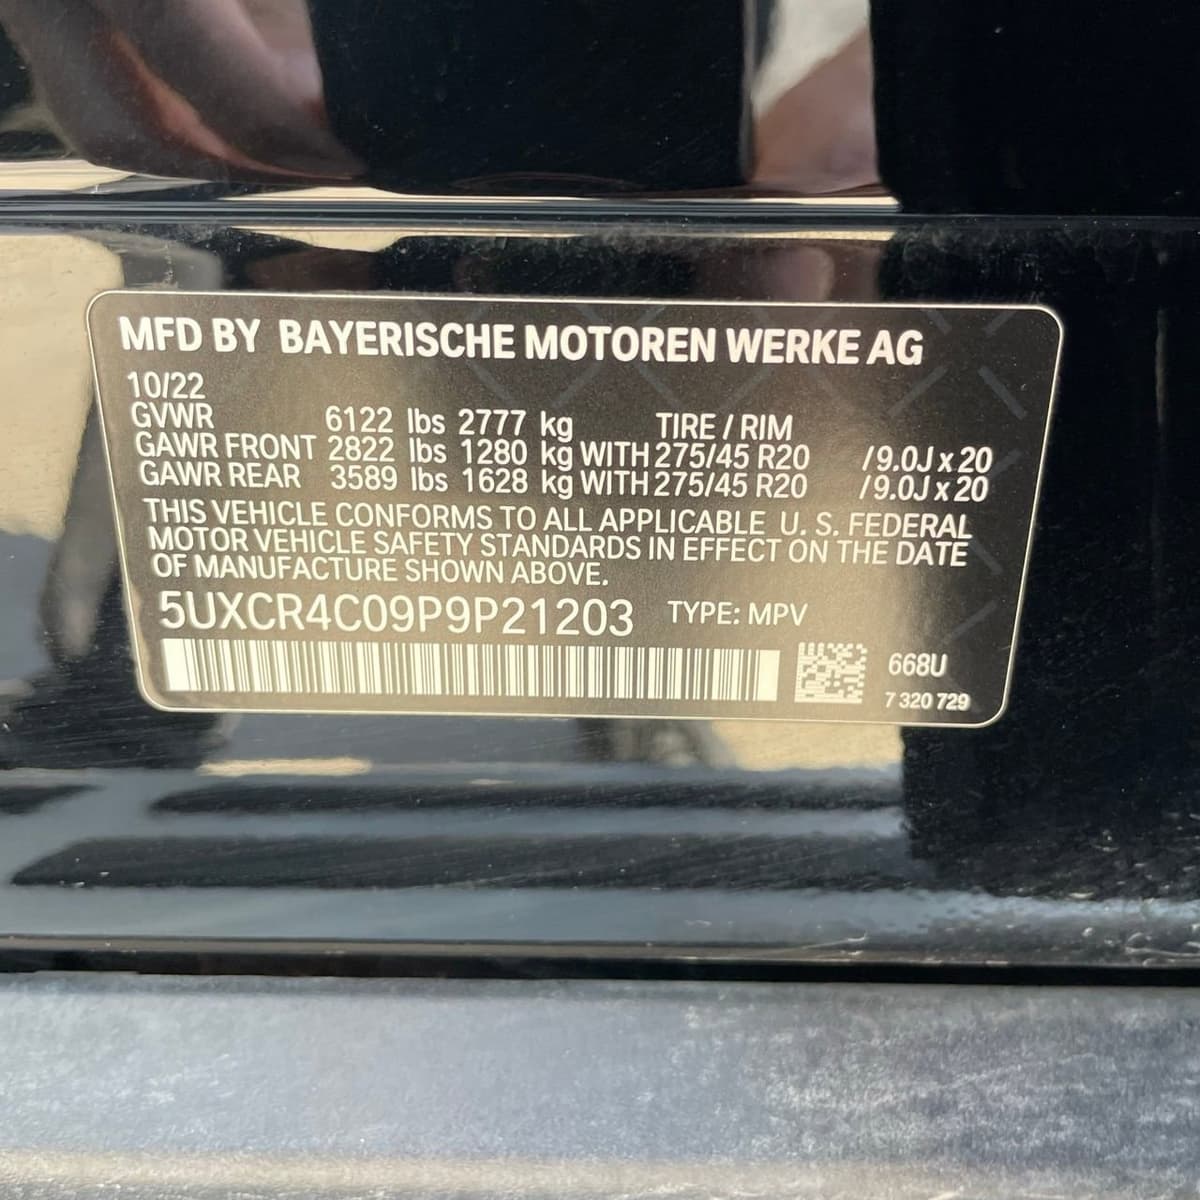 MFD BY BAYERISCHE MOTOREN WERKE AG
10/22
GVWR 6122 lbs 2777 kg TIRE / RIM
GAWR FRONT 2822 lbs 1280 kg WITH 275/45 R20 /9.0J x 20
GAWR REAR 3589 lbs 1628 kg WITH 275/45 R20 /9.0J x 20
THIS VEHICLE CONFORMS TO ALL APPLICABLE U. S. FEDERAL
MOTOR VEHICLE SAFETY STANDARDS IN EFFECT ON THE DATE
OF MANUFACTURE SHOWN ABOVE.
5UXCR4C09P9P21203 TYPE: MPV
668U
7 320 729